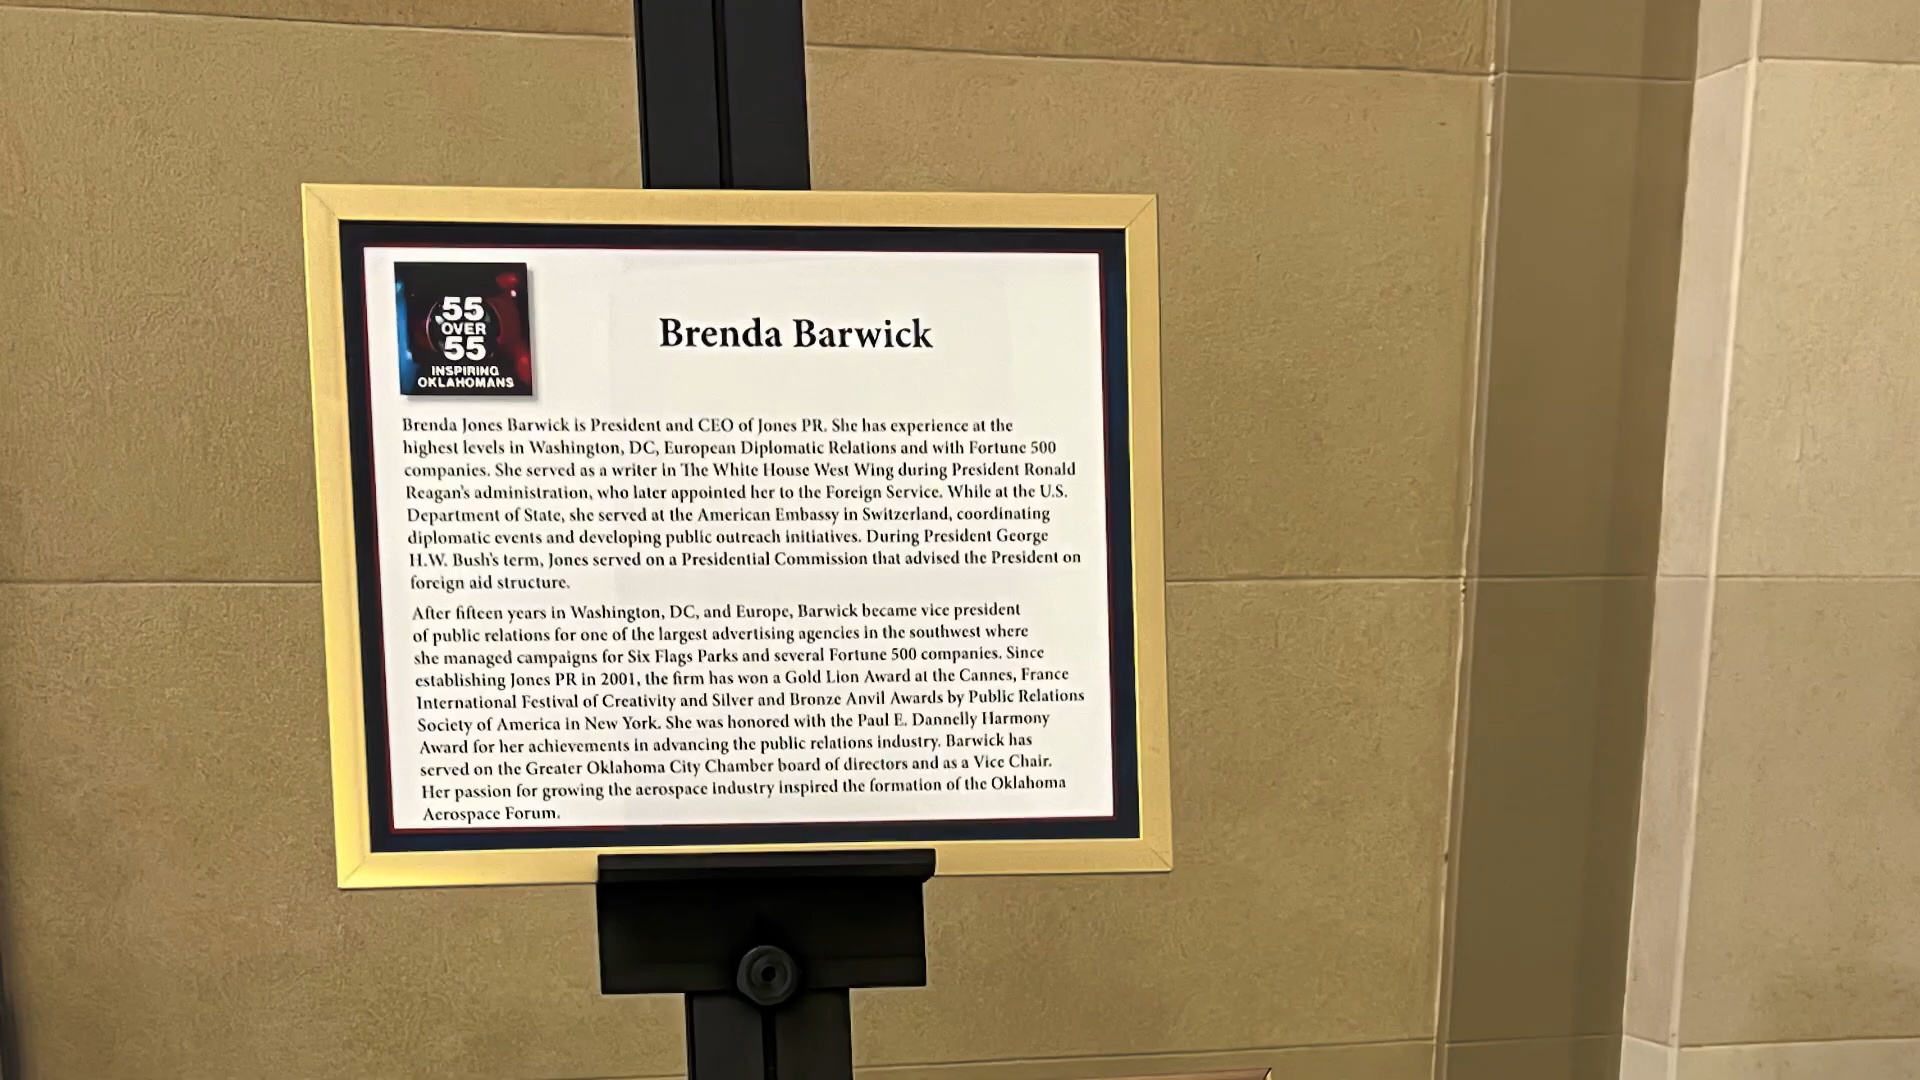 55
OVER
55
INSPIRING
OKLAHOMANS
Brenda Barwick
Brenda Jones Barwick is President and CEO of Jones PR. She has experience at the
highest levels in Washington, DC, European Diplomatic Relations and with Fortune 500
companies. She served as a writer in The White House West Wing during President Ronald
Reagan's administration, who later appointed her to the Foreign Service. While at the U.S.
Department of State, she served at the American Embassy in Switzerland, coordinating
diplomatic events and developing public outreach initiatives. During President George
H.W. Bush's term, Jones served on a Presidential Commission that advised the President on
foreign aid structure.
After fifteen years in Washington, DC, and Europe, Barwick became vice president
of public relations for one of the largest advertising agencies in the southwest where
she managed campaigns for Six Flags Parks and several Fortune 500 companies. Since
establishing Jones PR in 2001, the firm has won a Gold Lion Award at the Cannes, France
International Festival of Creativity and Silver and Bronze Anvil Awards by Public Relations
Society of America in New York. She was honored with the Paul E. Dannelly Harmony
Award for her achievements in advancing the public relations industry. Barwick has
served on the Greater Oklahoma City Chamber board of directors and as a Vice Chair.
Her passion for growing the aerospace industry inspired the formation of the Oklahoma
Aerospace Forum.